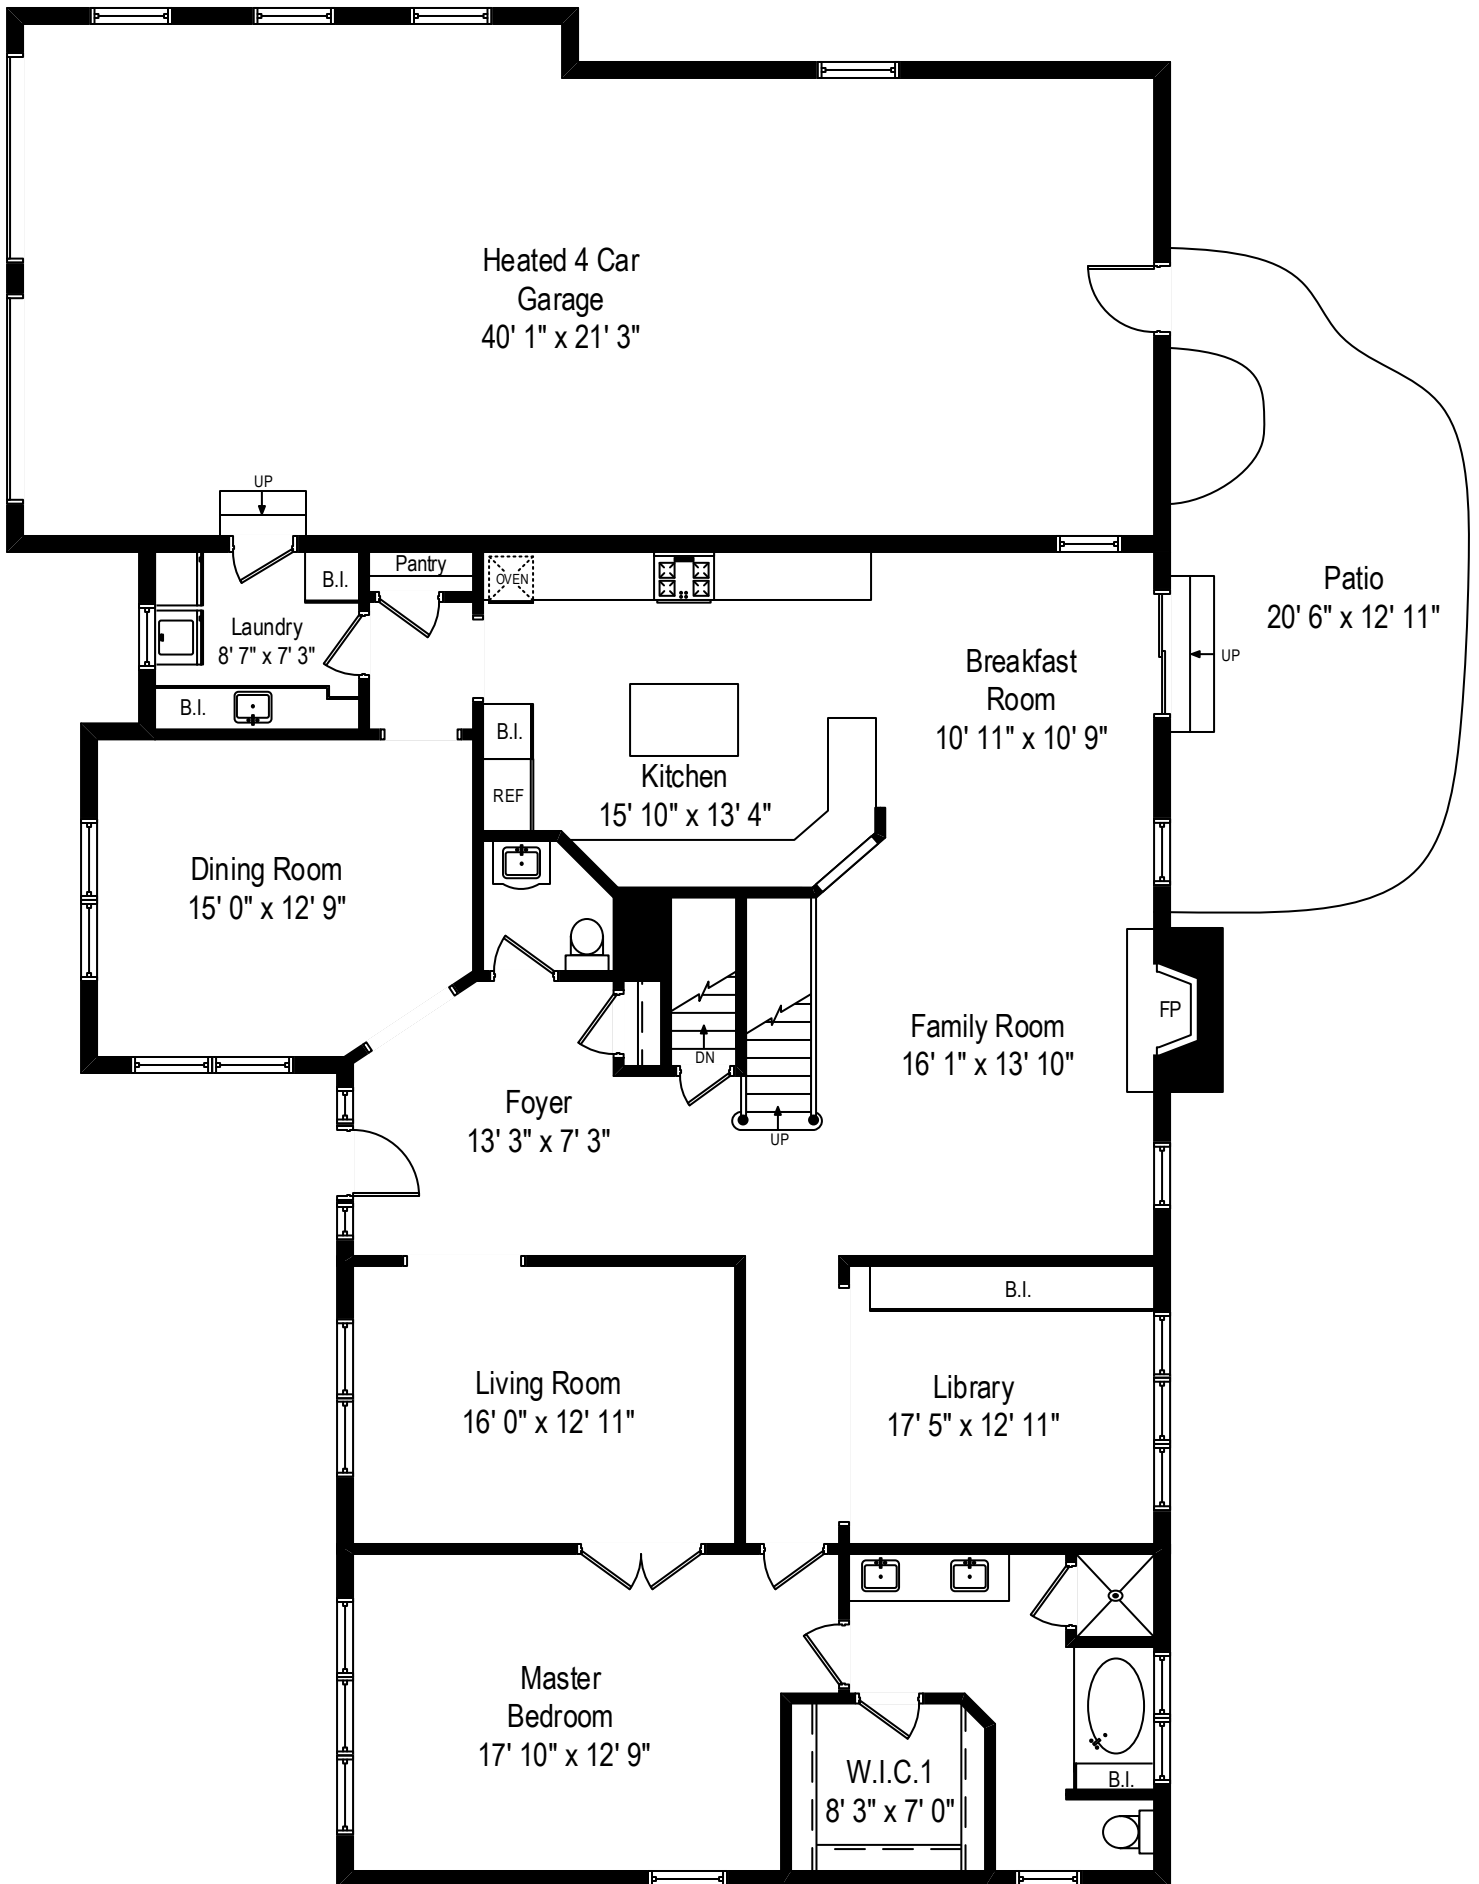 Heated 4 Car
Garage
40' 1" x 21' 3"
UP
Pantry
OVEN
B.I.
Laundry
8' 7" x 7' 3"
B.I.
Patio
20' 6" x 12' 11"
UP
Breakfast
Room
10' 11" x 10' 9"
B.I.
REF
Kitchen
15' 10" x 13' 4"
Dining Room
15' 0" x 12' 9"
FP
Family Room
16' 1" x 13' 10"
DN
UP
Foyer
13' 3" x 7' 3"
B.I.
Living Room
16' 0" x 12' 11"
Library
17' 5" x 12' 11"
Master
Bedroom
17' 10" x 12' 9"
W.I.C.1
8' 3" x 7' 0"
B.I.